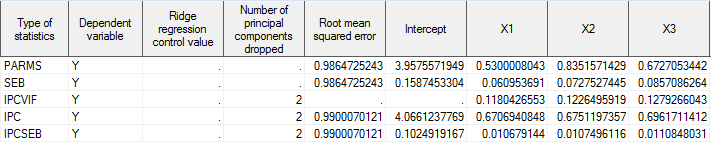 Type of statistics Dependent variable Ridge regression control value Number of principal components dropped Root mean squared error Intercept X1 X2 X3
PARMS Y . . 0.9864725243 3.9575571949 0.5300008043 0.8351571429 0.6727053442
SEB Y . . 0.9864725243 0.1587453304 0.060953691 0.0727527445 0.0857086264
IPCVIF Y . 2 . . 0.1180426553 0.1226495919 0.1279266043
IPC Y . 2 0.9900070121 4.0661237769 0.6706940848 0.6751197357 0.6961711412
IPCSEB Y . 2 0.9900070121 0.1024919167 0.010679144 0.0107496116 0.0110848031